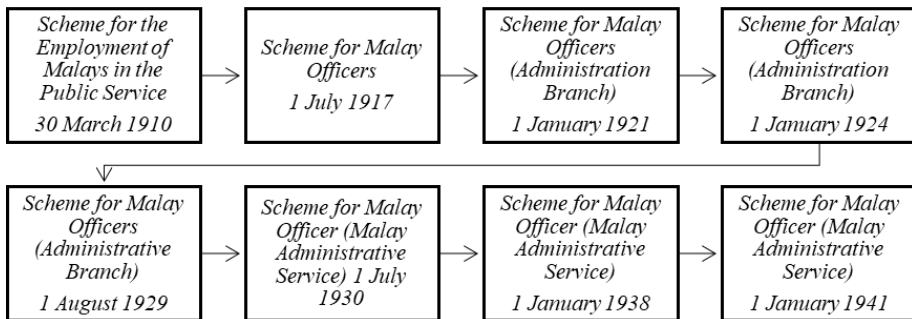 Scheme for the
Employment of
Malays in the
Public Service
30 March 1910
Scheme for Malay
Officers
1 July 1917
Scheme for Malay
Officers
(Administration
Branch)
1 January 1921
Scheme for Malay
Officers
(Administration
Branch)
1 January 1924
Scheme for Malay
Officers
(Administrative
Branch)
1 August 1929
Scheme for Malay
Officer (Malay
Administrative
Service) 1 July
1930
Scheme for Malay
Officer (Malay
Administrative
Service)
1 January 1938
Scheme for Malay
Officer (Malay
Administrative
Service)
1 January 1941